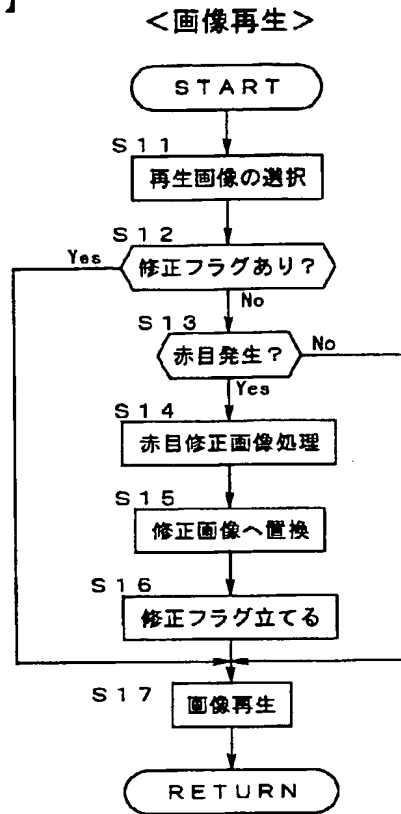 】
＜画像再生＞
START
S11
再生画像の選択
S12
Yes
修正フラグあり？
No
S13
赤目発生？
No
Yes
S14
赤目修正画像処理
S15
修正画像へ置換
S16
修正フラグ立てる
S17
画像再生
RETURN